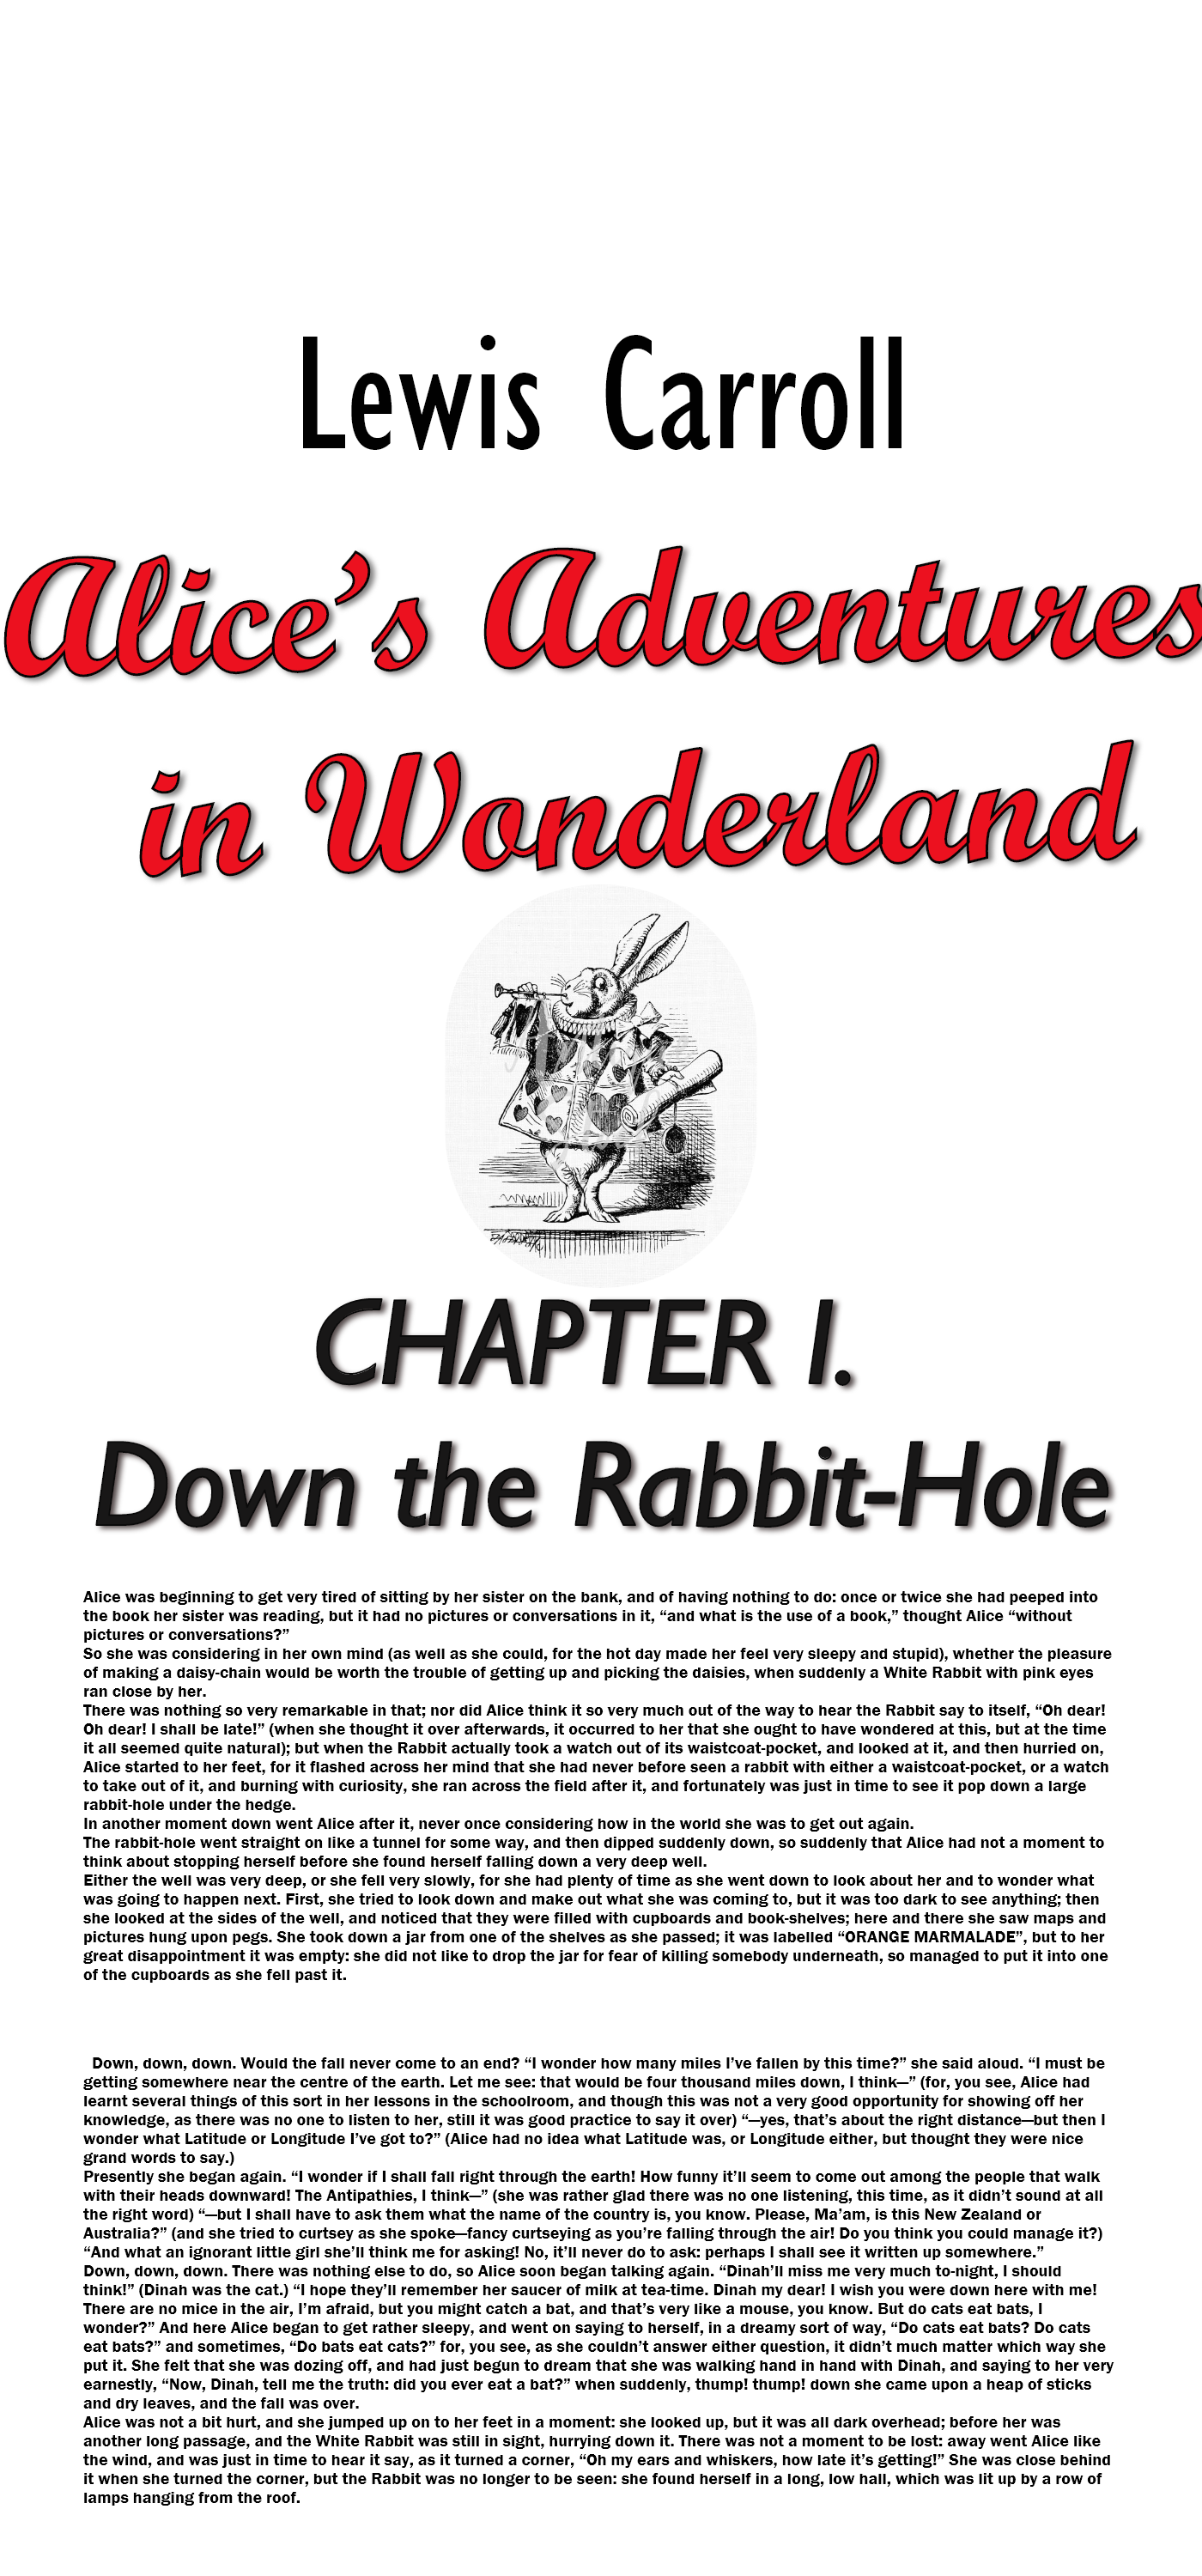 Lewis Carroll
Alice’s Adventures
in Wonderland
CHAPTER I.
Down the Rabbit-Hole
Alice was beginning to get very tired of sitting by her sister on the bank, and of having nothing to do: once or twice she had peeped into
the book her sister was reading, but it had no pictures or conversations in it, “and what is the use of a book,” thought Alice “without
pictures or conversations?”
So she was considering in her own mind (as well as she could, for the hot day made her feel very sleepy and stupid), whether the pleasure
of making a daisy-chain would be worth the trouble of getting up and picking the daisies, when suddenly a White Rabbit with pink eyes
ran close by her.
There was nothing so very remarkable in that; nor did Alice think it so very much out of the way to hear the Rabbit say to itself, “Oh dear!
Oh dear! I shall be late!” (when she thought it over afterwards, it occurred to her that she ought to have wondered at this, but at the time
it all seemed quite natural); but when the Rabbit actually took a watch out of its waistcoat-pocket, and looked at it, and then hurried on,
Alice started to her feet, for it flashed across her mind that she had never before seen a rabbit with either a waistcoat-pocket, or a watch
to take out of it, and burning with curiosity, she ran across the field after it, and fortunately was just in time to see it pop down a large
rabbit-hole under the hedge.
In another moment down went Alice after it, never once considering how in the world she was to get out again.
The rabbit-hole went straight on like a tunnel for some way, and then dipped suddenly down, so suddenly that Alice had not a moment to
think about stopping herself before she found herself falling down a very deep well.
Either the well was very deep, or she fell very slowly, for she had plenty of time as she went down to look about her and to wonder what
was going to happen next. First, she tried to look down and make out what she was coming to, but it was too dark to see anything; then
she looked at the sides of the well, and noticed that they were filled with cupboards and book-shelves; here and there she saw maps and
pictures hung upon pegs. She took down a jar from one of the shelves as she passed; it was labelled “ORANGE MARMALADE”, but to her
great disappointment it was empty: she did not like to drop the jar for fear of killing somebody underneath, so managed to put it into one
of the cupboards as she fell past it.
Down, down, down. Would the fall never come to an end? “I wonder how many miles I’ve fallen by this time?” she said aloud. “I must be
getting somewhere near the centre of the earth. Let me see: that would be four thousand miles down, I think—” (for, you see, Alice had
learnt several things of this sort in her lessons in the schoolroom, and though this was not a very good opportunity for showing off her
knowledge, as there was no one to listen to her, still it was good practice to say it over) “—yes, that’s about the right distance—but then I
wonder what Latitude or Longitude I’ve got to?” (Alice had no idea what Latitude was, or Longitude either, but thought they were nice
grand words to say.)
Presently she began again. “I wonder if I shall fall right through the earth! How funny it’ll seem to come out among the people that walk
with their heads downward! The Antipathies, I think—” (she was rather glad there was no one listening, this time, as it didn’t sound at all
the right word) “—but I shall have to ask them what the name of the country is, you know. Please, Ma’am, is this New Zealand or
Australia?” (and she tried to curtsey as she spoke—fancy curtseying as you’re falling through the air! Do you think you could manage it?)
“And what an ignorant little girl she’ll think me for asking! No, it’ll never do to ask: perhaps I shall see it written up somewhere.”
Down, down, down. There was nothing else to do, so Alice soon began talking again. “Dinah’ll miss me very much to-night, I should
think!” (Dinah was the cat.) “I hope they’ll remember her saucer of milk at tea-time. Dinah my dear! I wish you were down here with me!
There are no mice in the air, I’m afraid, but you might catch a bat, and that’s very like a mouse, you know. But do cats eat bats, I
wonder?” And here Alice began to get rather sleepy, and went on saying to herself, in a dreamy sort of way, “Do cats eat bats? Do cats
eat bats?” and sometimes, “Do bats eat cats?” for, you see, as she couldn’t answer either question, it didn’t much matter which way she
put it. She felt that she was dozing off, and had just begun to dream that she was walking hand in hand with Dinah, and saying to her very
earnestly, “Now, Dinah, tell me the truth: did you ever eat a bat?” when suddenly, thump! thump! down she came upon a heap of sticks
and dry leaves, and the fall was over.
Alice was not a bit hurt, and she jumped up on to her feet in a moment: she looked up, but it was all dark overhead; before her was
another long passage, and the White Rabbit was still in sight, hurrying down it. There was not a moment to be lost: away went Alice like
the wind, and was just in time to hear it say, as it turned a corner, “Oh my ears and whiskers, how late it’s getting!” She was close behind
it when she turned the corner, but the Rabbit was no longer to be seen: she found herself in a long, low hall, which was lit up by a row of
lamps hanging from the roof.